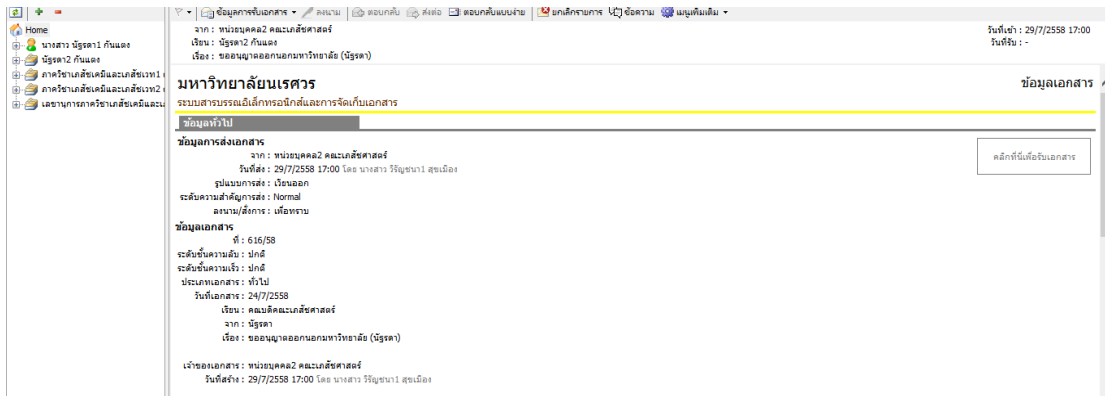 ข้อมูลการรับเอกสาร ลงนาม ตอบกลับ ส่งต่อ ตอบกลับแบบง่าย ยกเลิกรายการ ข้อความ เมนูเพิ่มเติม
Home
นางสาว นัฐรดา1 กันแดง
นัฐรดา2 กันแดง
ภาควิชาเภสัชเคมีและเภสัชเวท1
ภาควิชาเภสัชเคมีและเภสัชเวท2
เลขานุการภาควิชาเภสัชเคมีและเ
จาก : หน่วยบุคคล2 คณะเภสัชศาสตร์
เรียน : นัฐรดา2 กันแดง
เรื่อง : ขออนุญาตออกนอกมหาวิทยาลัย (นัฐรดา)
วันที่เข้า : 29/7/2558 17:00
วันที่รับ : -
มหาวิทยาลัยนเรศวร
ข้อมูลเอกสาร
ระบบสารบรรณอิเล็กทรอนิกส์และการจัดเก็บเอกสาร
ข้อมูลทั่วไป
ข้อมูลการส่งเอกสาร
จาก : หน่วยบุคคล2 คณะเภสัชศาสตร์
วันที่ส่ง : 29/7/2558 17:00 โดย นางสาว วิรัญชนา1 สุขเมือง
รูปแบบการส่ง : เวียนออก
ระดับความสำคัญการส่ง : Normal
ลงนาม/สั่งการ : เพื่อทราบ
คลิกที่นี่เพื่อรับเอกสาร
ข้อมูลเอกสาร
ที่ : 616/58
ระดับชั้นความลับ : ปกติ
ระดับชั้นความเร็ว : ปกติ
ประเภทเอกสาร : ทั่วไป
วันที่เอกสาร : 24/7/2558
เรียน : คณบดีคณะเภสัชศาสตร์
จาก : นัฐรดา
เรื่อง : ขออนุญาตออกนอกมหาวิทยาลัย (นัฐรดา)
เจ้าของเอกสาร : หน่วยบุคคล2 คณะเภสัชศาสตร์
วันที่สร้าง : 29/7/2558 17:00 โดย นางสาว วิรัญชนา1 สุขเมือง